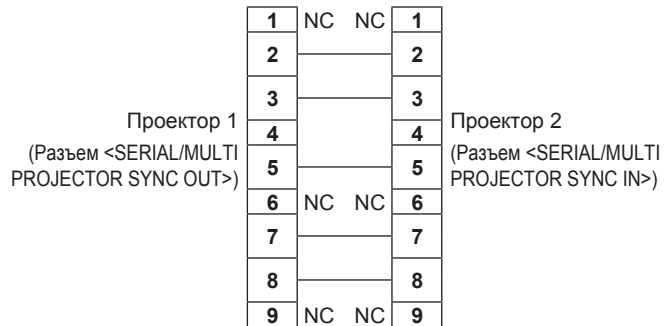 1 NC NC 1
2 2
3 3
Проектор 1
4 4
Проектор 2
(Разъем <SERIAL/MULTI
PROJECTOR SYNC OUT>)
5 5
(Разъем <SERIAL/MULTI
PROJECTOR SYNC IN>)
6 NC NC 6
7 7
8 8
9 NC NC 9